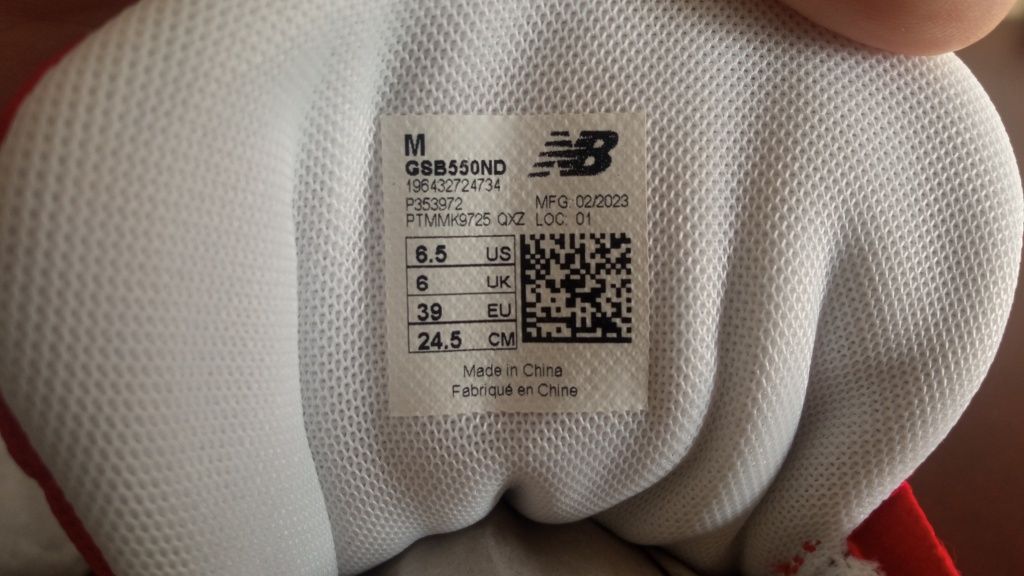 M
NB
GSB550ND
196432724734
P353972 MFG: 02/2023
PTMMK9725 QXZ LOC: 01
6.5 US
6 UK
39 EU
24.5 CM
Made in China
Fabriqué en Chine